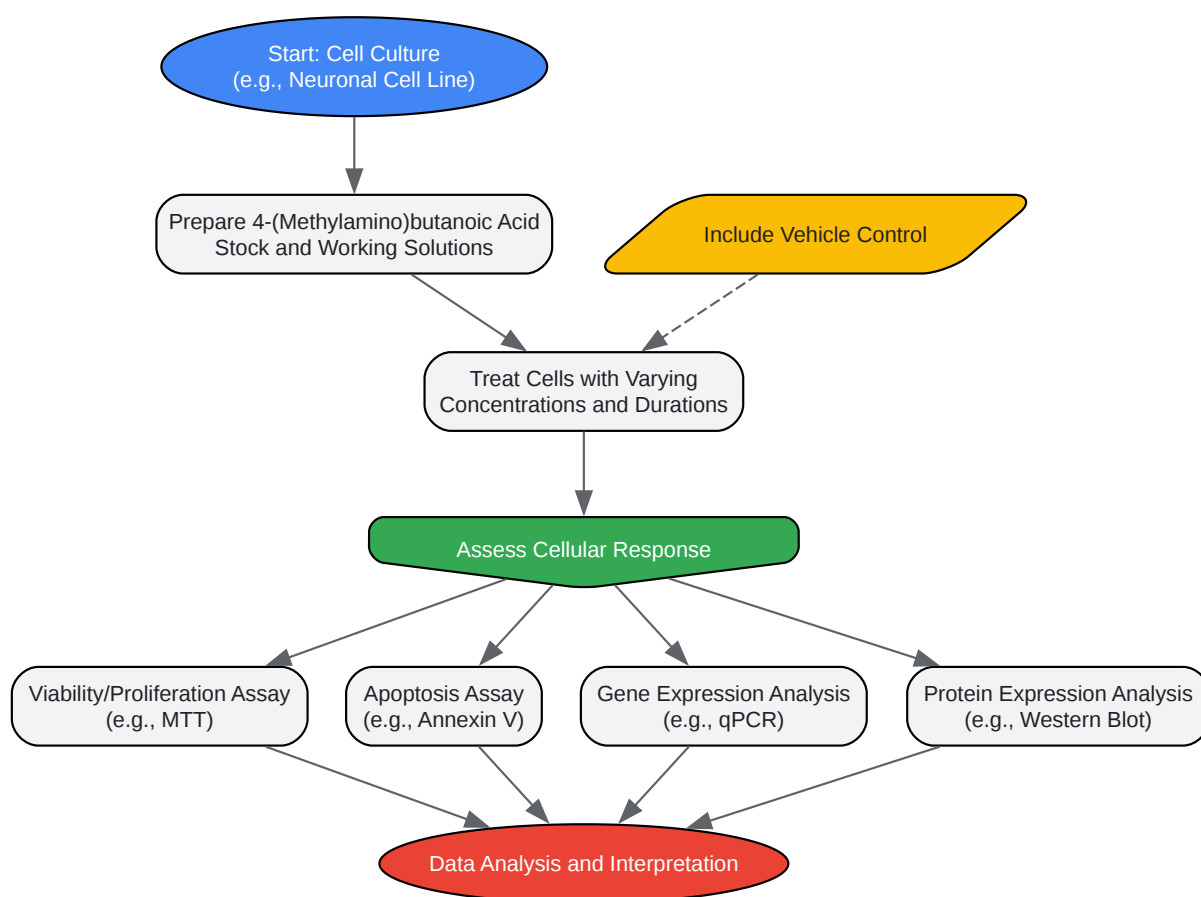 Start: Cell Culture
(e.g., Neuronal Cell Line)
Prepare 4-(Methylamino)butanoic Acid
Stock and Working Solutions
Include Vehicle Control
Treat Cells with Varying
Concentrations and Durations
Assess Cellular Response
Viability/Proliferation Assay
(e.g., MTT)
Apoptosis Assay
(e.g., Annexin V)
Gene Expression Analysis
(e.g., qPCR)
Protein Expression Analysis
(e.g., Western Blot)
Data Analysis and Interpretation